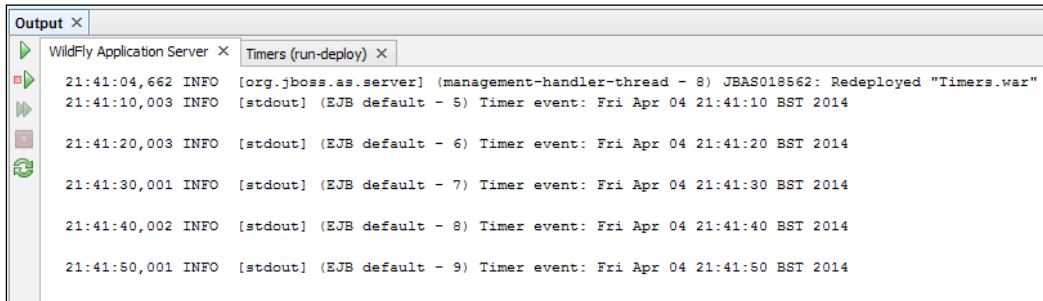 Output ×
WildFly Application Server × Timers (run-deploy) ×
21:41:04,662 INFO [org.jboss.as.server] (management-handler-thread - 8) JBAS018562: Redeployed "Timers.war"
21:41:10,003 INFO [stdout] (EJB default - 5) Timer event: Fri Apr 04 21:41:10 BST 2014
21:41:20,003 INFO [stdout] (EJB default - 6) Timer event: Fri Apr 04 21:41:20 BST 2014
21:41:30,001 INFO [stdout] (EJB default - 7) Timer event: Fri Apr 04 21:41:30 BST 2014
21:41:40,002 INFO [stdout] (EJB default - 8) Timer event: Fri Apr 04 21:41:40 BST 2014
21:41:50,001 INFO [stdout] (EJB default - 9) Timer event: Fri Apr 04 21:41:50 BST 2014